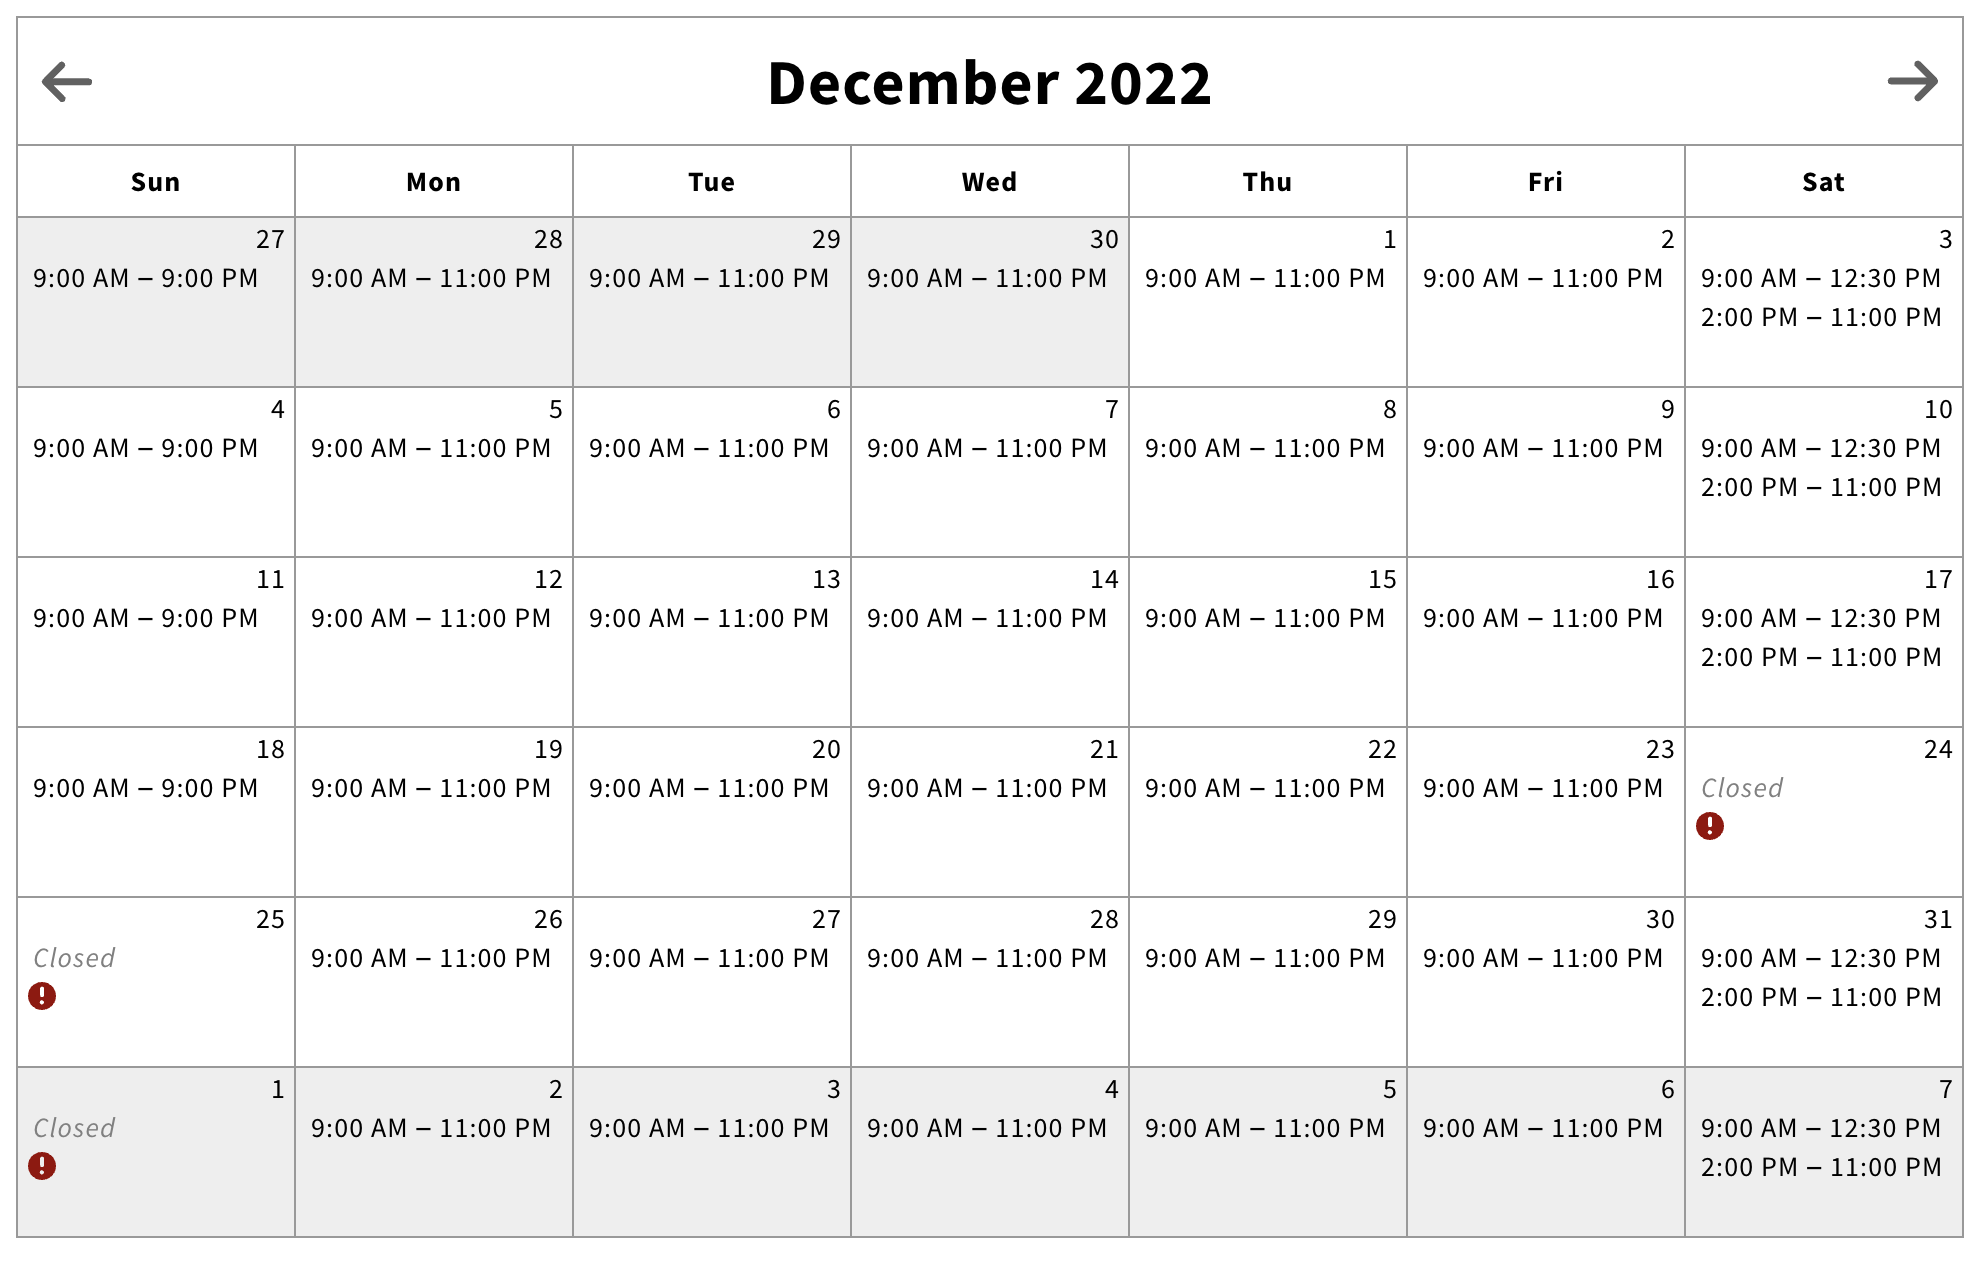 December 2022
Sun Mon Tue Wed Thu Fri Sat
27 28 29 30 1 2 3
9:00 AM – 9:00 PM 9:00 AM – 11:00 PM 9:00 AM – 11:00 PM 9:00 AM – 11:00 PM 9:00 AM – 11:00 PM 9:00 AM – 11:00 PM 9:00 AM – 12:30 PM
2:00 PM – 11:00 PM
4 5 6 7 8 9 10
9:00 AM – 9:00 PM 9:00 AM – 11:00 PM 9:00 AM – 11:00 PM 9:00 AM – 11:00 PM 9:00 AM – 11:00 PM 9:00 AM – 11:00 PM 9:00 AM – 12:30 PM
2:00 PM – 11:00 PM
11 12 13 14 15 16 17
9:00 AM – 9:00 PM 9:00 AM – 11:00 PM 9:00 AM – 11:00 PM 9:00 AM – 11:00 PM 9:00 AM – 11:00 PM 9:00 AM – 11:00 PM 9:00 AM – 12:30 PM
2:00 PM – 11:00 PM
18 19 20 21 22 23 24
9:00 AM – 9:00 PM 9:00 AM – 11:00 PM 9:00 AM – 11:00 PM 9:00 AM – 11:00 PM 9:00 AM – 11:00 PM 9:00 AM – 11:00 PM Closed
25 26 27 28 29 30 31
Closed 9:00 AM – 11:00 PM 9:00 AM – 11:00 PM 9:00 AM – 11:00 PM 9:00 AM – 11:00 PM 9:00 AM – 11:00 PM 9:00 AM – 12:30 PM
2:00 PM – 11:00 PM
1 2 3 4 5 6 7
Closed 9:00 AM – 11:00 PM 9:00 AM – 11:00 PM 9:00 AM – 11:00 PM 9:00 AM – 11:00 PM 9:00 AM – 11:00 PM 9:00 AM – 12:30 PM
2:00 PM – 11:00 PM